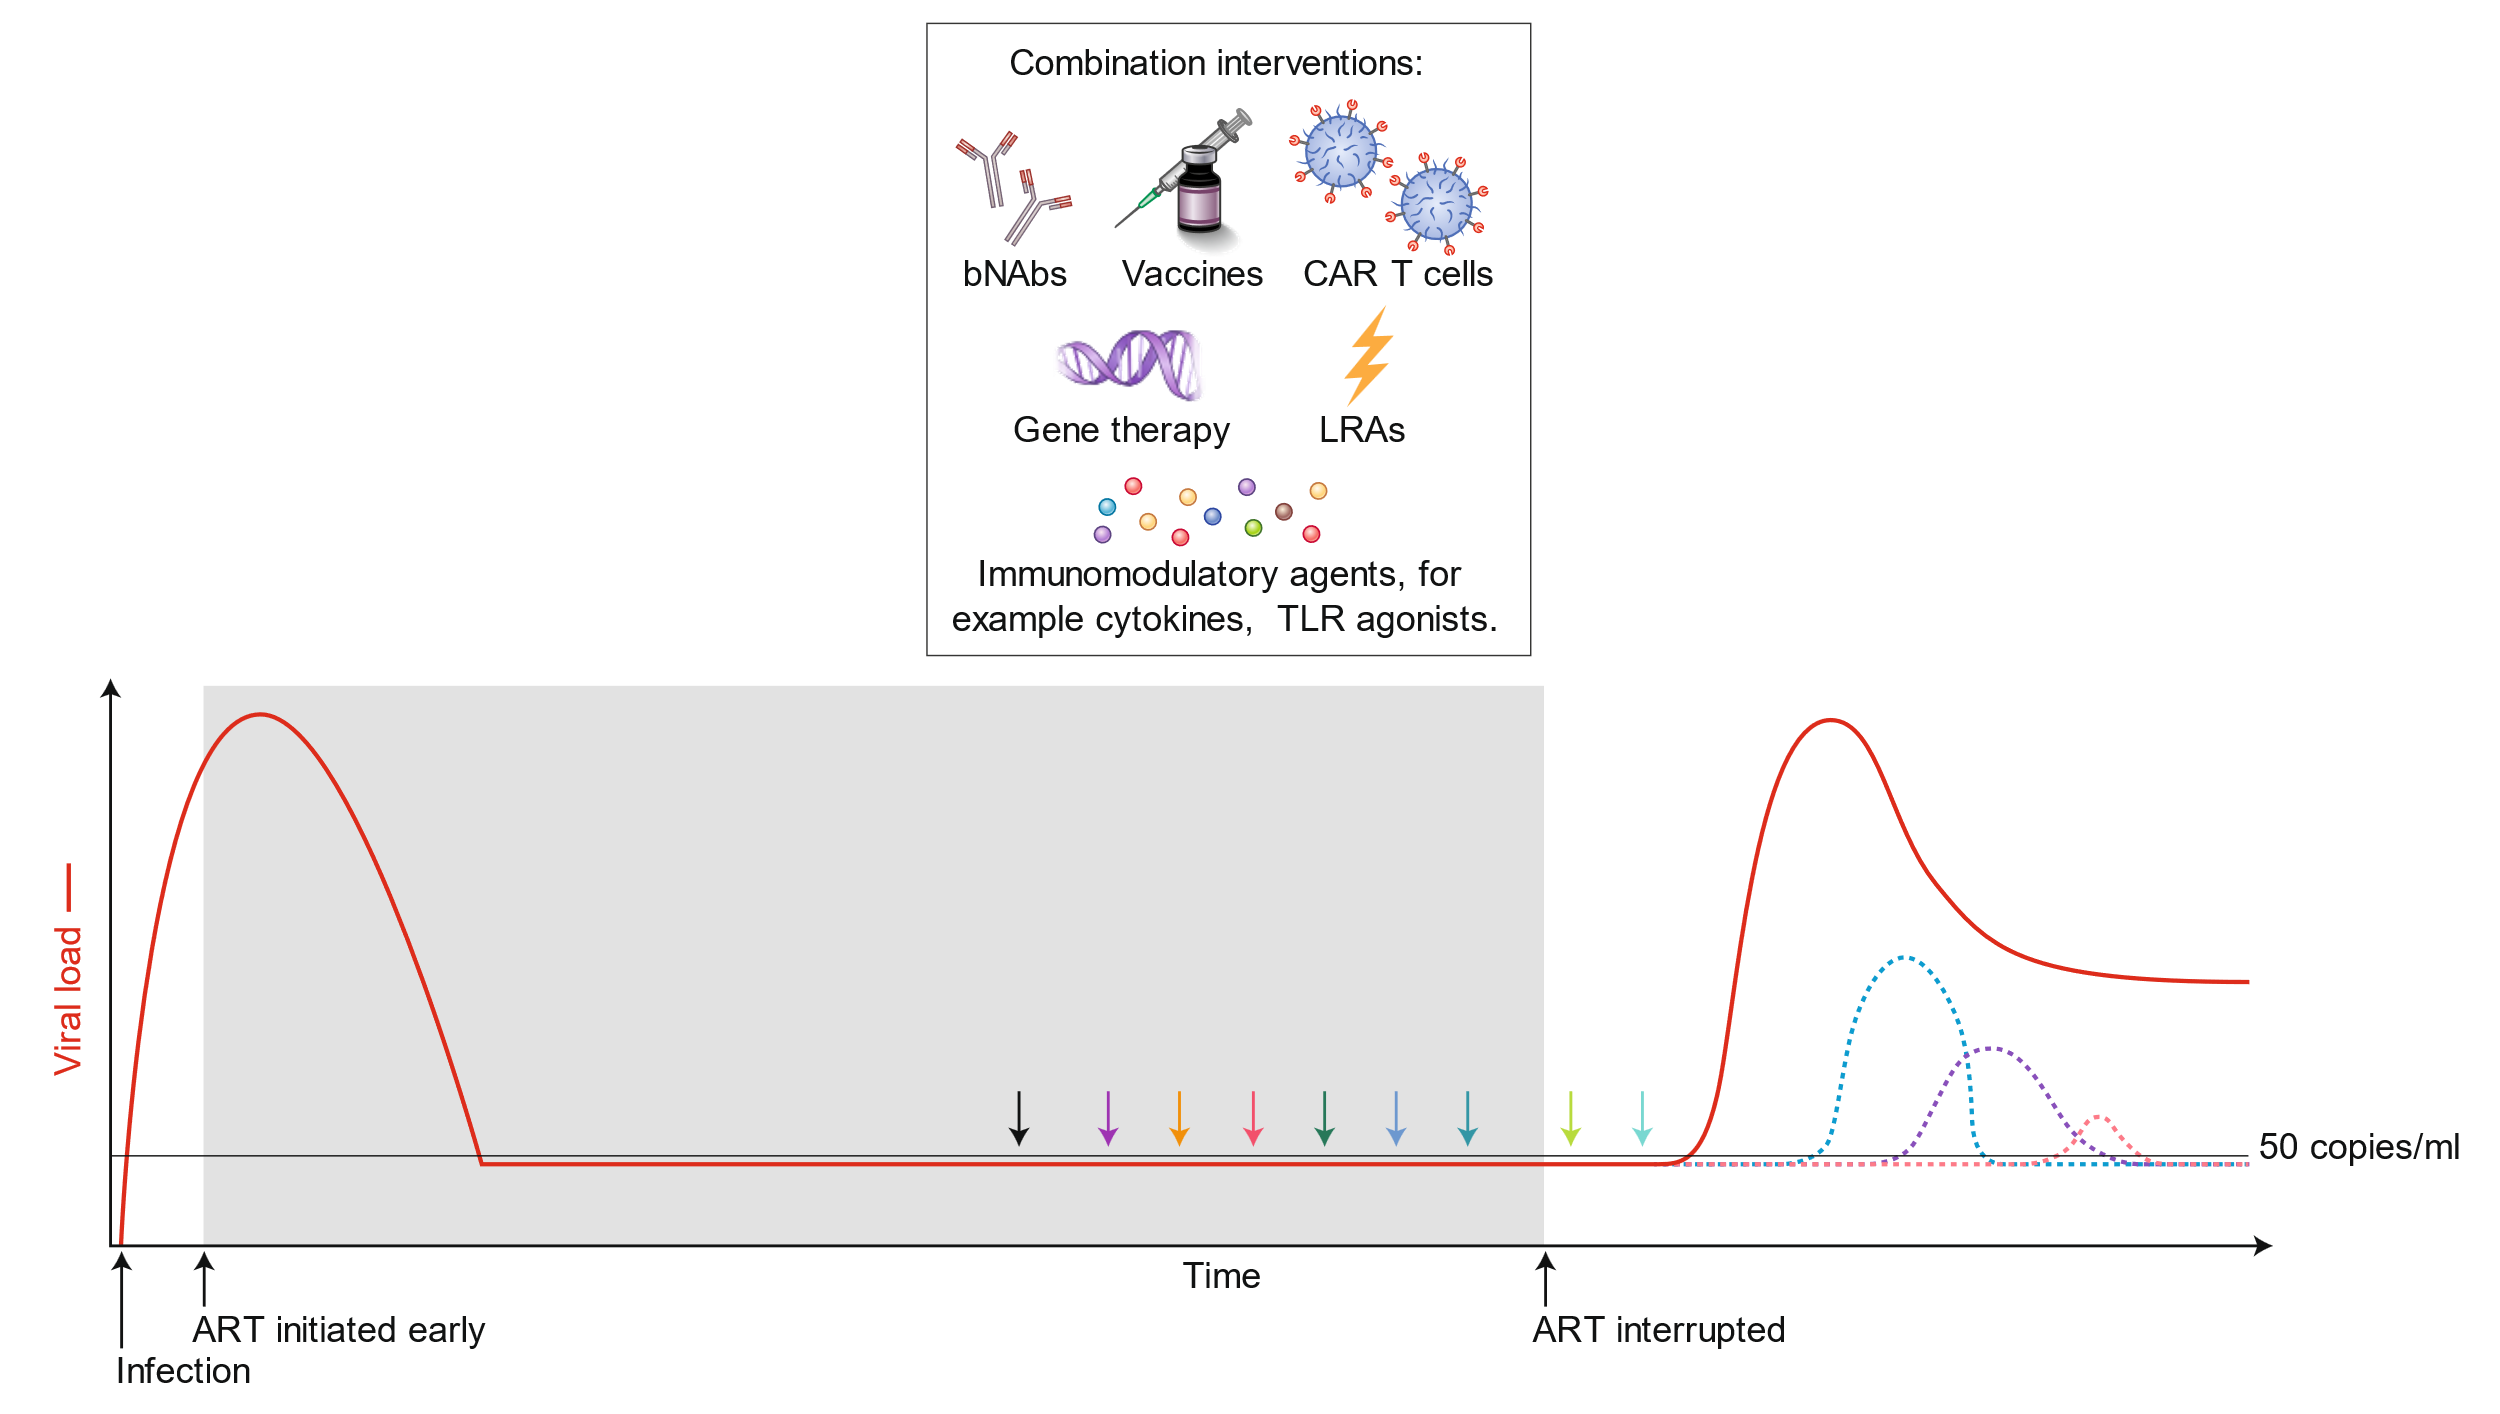 Combination interventions:
bNAbs
Vaccines
CAR T cells
Gene therapy
LRAs
Immunomodulatory agents, for
example cytokines, TLR agonists.
Viral load
50 copies/ml
Time
ART initiated early
ART interrupted
Infection